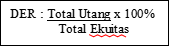 DER : Total Utang x 100%
Total Ekuitas